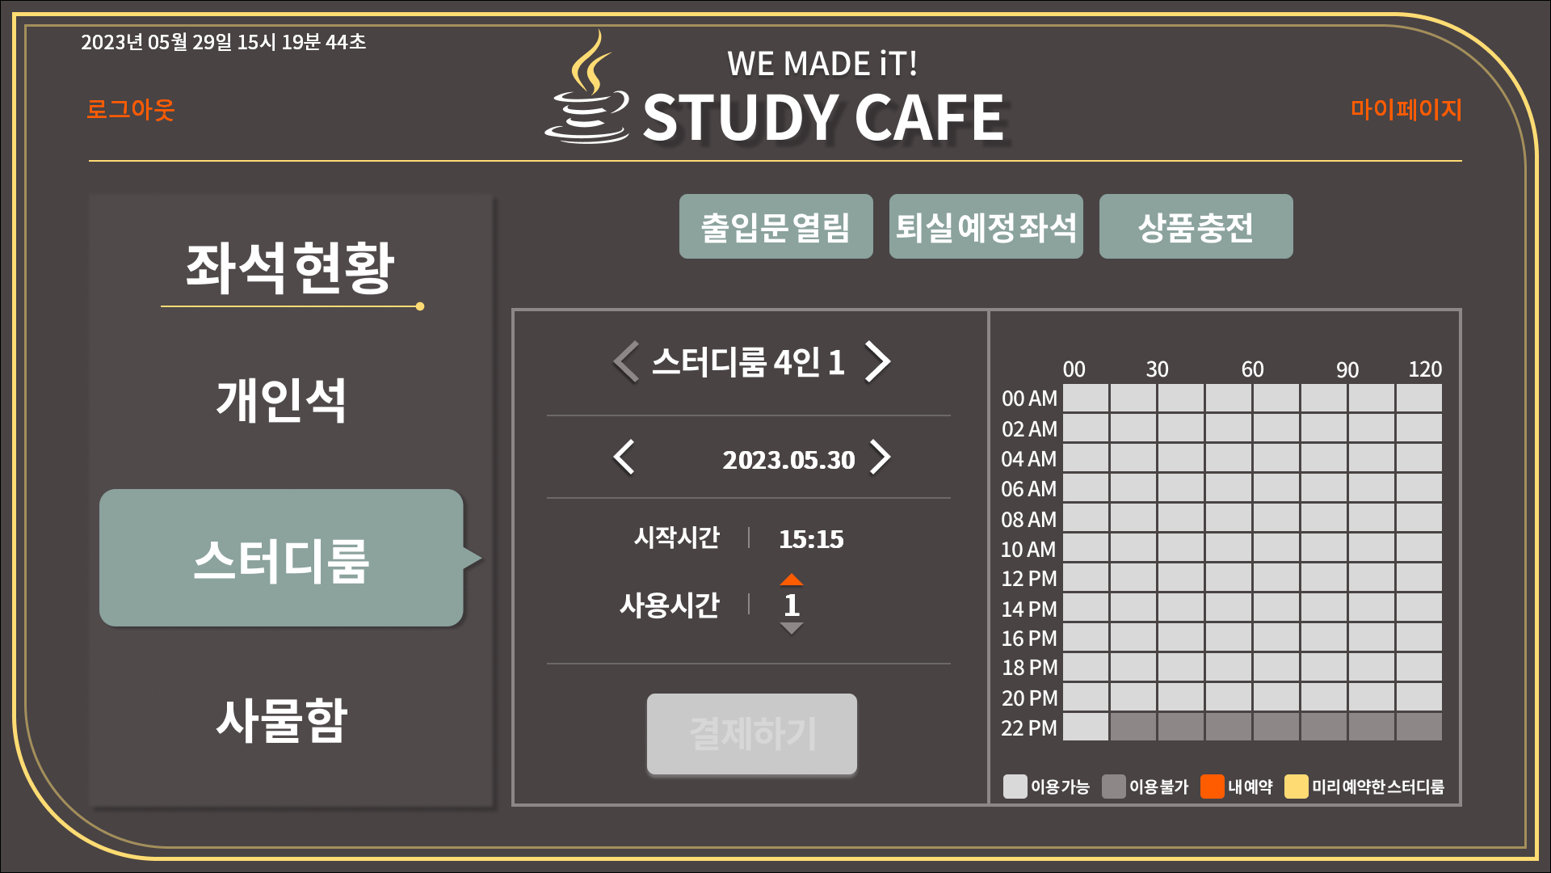 2023년 05월 29일 15시 19분 44초
WE MADE iT!
STUDY CAFE
로그아웃
마이페이지
좌석현황
개인석
스터디룸
사물함
출입문 열림
퇴실 예정 좌석
상품 충전
스터디룸 4인 1
2023.05.30
시작시간 15:15
사용시간 1
결제하기
00 30 60 90 120
00 AM
02 AM
04 AM
06 AM
08 AM
10 AM
12 PM
14 PM
16 PM
18 PM
20 PM
22 PM
이용 가능 이용 불가 내 예약 미리 예약한 스터디룸